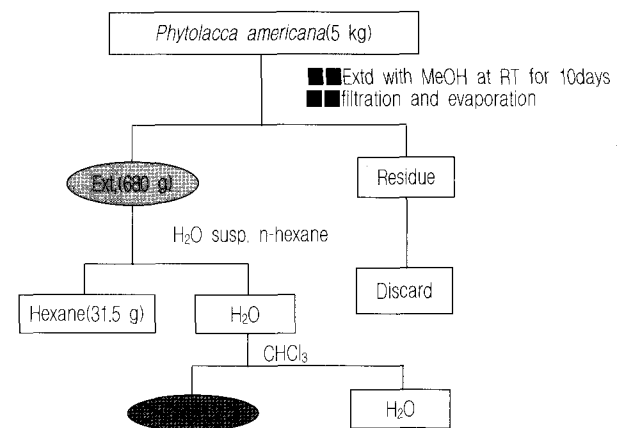 Phytolacca americana(5 kg)
Extd with MeOH at RT for 10days
filtration and evaporation
Ext,(680 g)
Residue
H₂O susp. n-hexane
Hexane(31.5 g)
H₂O
Discard
CHCl₃
H₂O